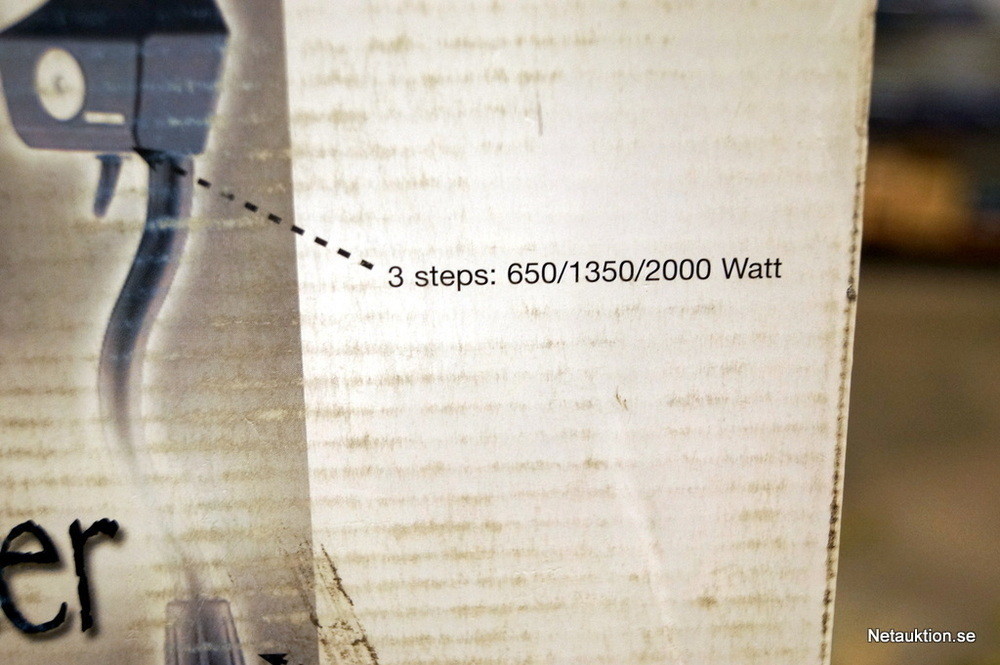 3 steps: 650/1350/2000 Watt
er
Netauktion.se